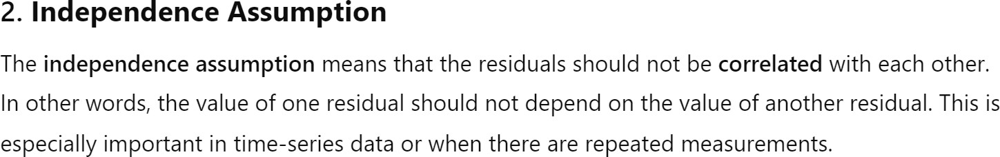 2. Independence Assumption
The independence assumption means that the residuals should not be correlated with each other.
In other words, the value of one residual should not depend on the value of another residual. This is
especially important in time-series data or when there are repeated measurements.